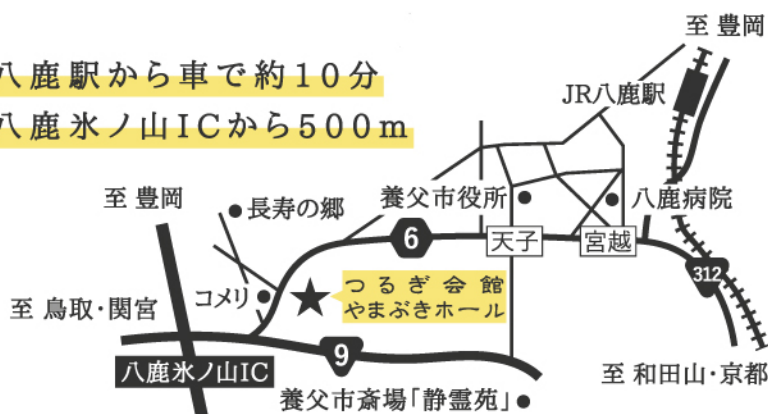 至 豊岡
八鹿駅から車で約10分
JR八鹿駅
八鹿氷ノ山ICから500m
至 豊岡
長寿の郷
養父市役所
八鹿病院
6
天子
宮越
312
コメリ
つるぎ会館
やまぶきホール
至 鳥取・関宮
9
八鹿氷ノ山IC
至 和田山・京都
養父市斎場「静霊苑」